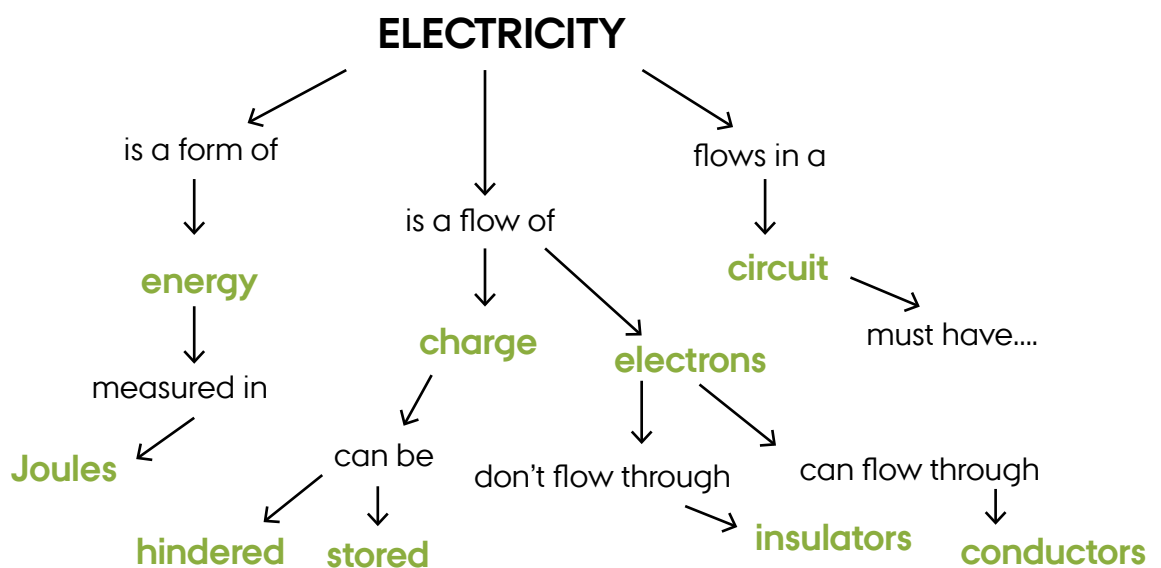 ELECTRICITY
is a form of
flows in a
is a flow of
energy
circuit
must have....
charge
electrons
measured in
can be
Joules
don't flow through
can flow through
hindered
stored
insulators
conductors